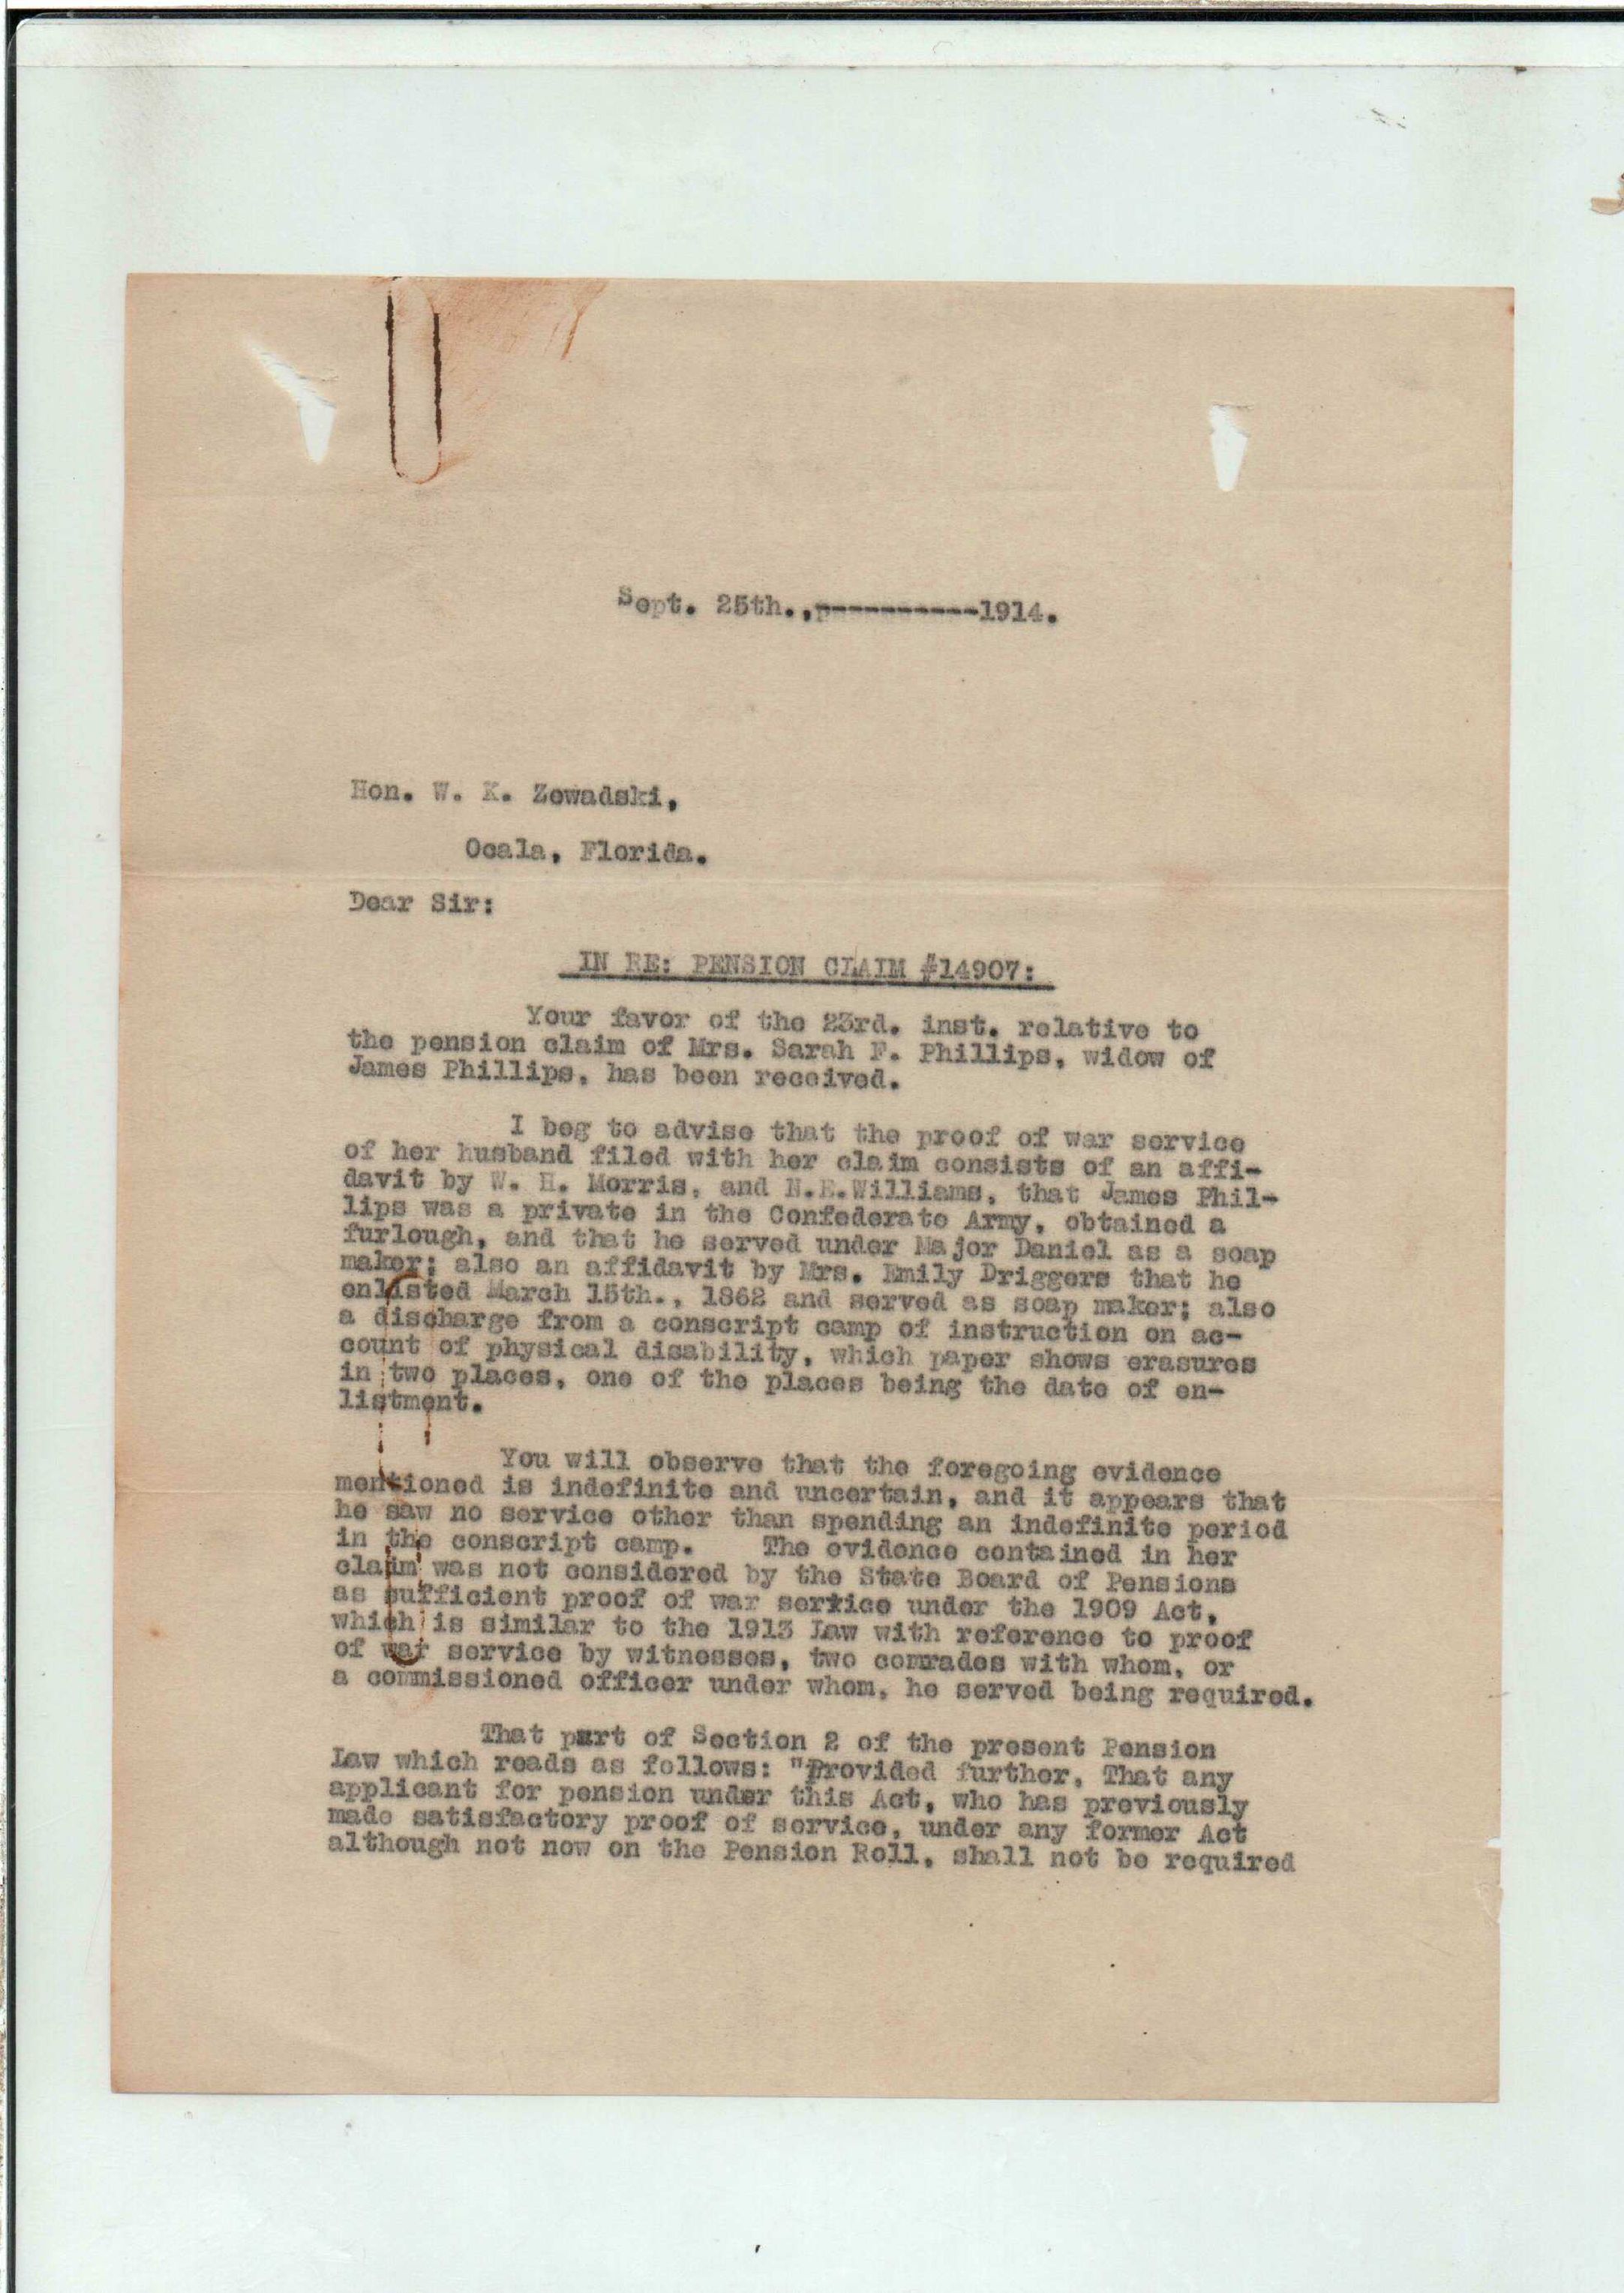 Sept. 25th.,-----------1914.
Hon. W. K. Zewadski,
Ocala, Florida.
Dear Sir:
IN RE: PENSION CLAIM #14907:
Your favor of the 23rd. inst. relative to
the pension claim of Mrs. Sarah F. Phillips, widow of
James Phillips, has been received.
I beg to advise that the proof of war service
of her husband filed with her claim consists of an affi-
davit by W. H. Morris, and N.E.Williams, that James Phil-
lips was a private in the Confederate Army, obtained a
furlough, and that he served under Major Daniel as a soap
maker; also an affidavit by Mrs. Emily Driggers that he
enlisted March 15th., 1862 and served as soap maker; also
a discharge from a conscript camp of instruction on ac-
count of physical disability, which paper shows erasures
in two places, one of the places being the date of en-
listment.
You will observe that the foregoing evidence
mentioned is indefinite and uncertain, and it appears that
he saw no service other than spending an indefinite period
in the conscript camp. The evidence contained in her
claim was not considered by the State Board of Pensions
as sufficient proof of war service under the 1909 Act,
which is similar to the 1913 Law with reference to proof
of war service by witnesses, two comrades with whom, or
a commissioned officer under whom, he served being required.
That part of Section 2 of the present Pension
Law which reads as follows: "Provided further, That any
applicant for pension under this Act, who has previously
made satisfactory proof of service, under any former Act
although not now on the Pension Roll, shall not be required